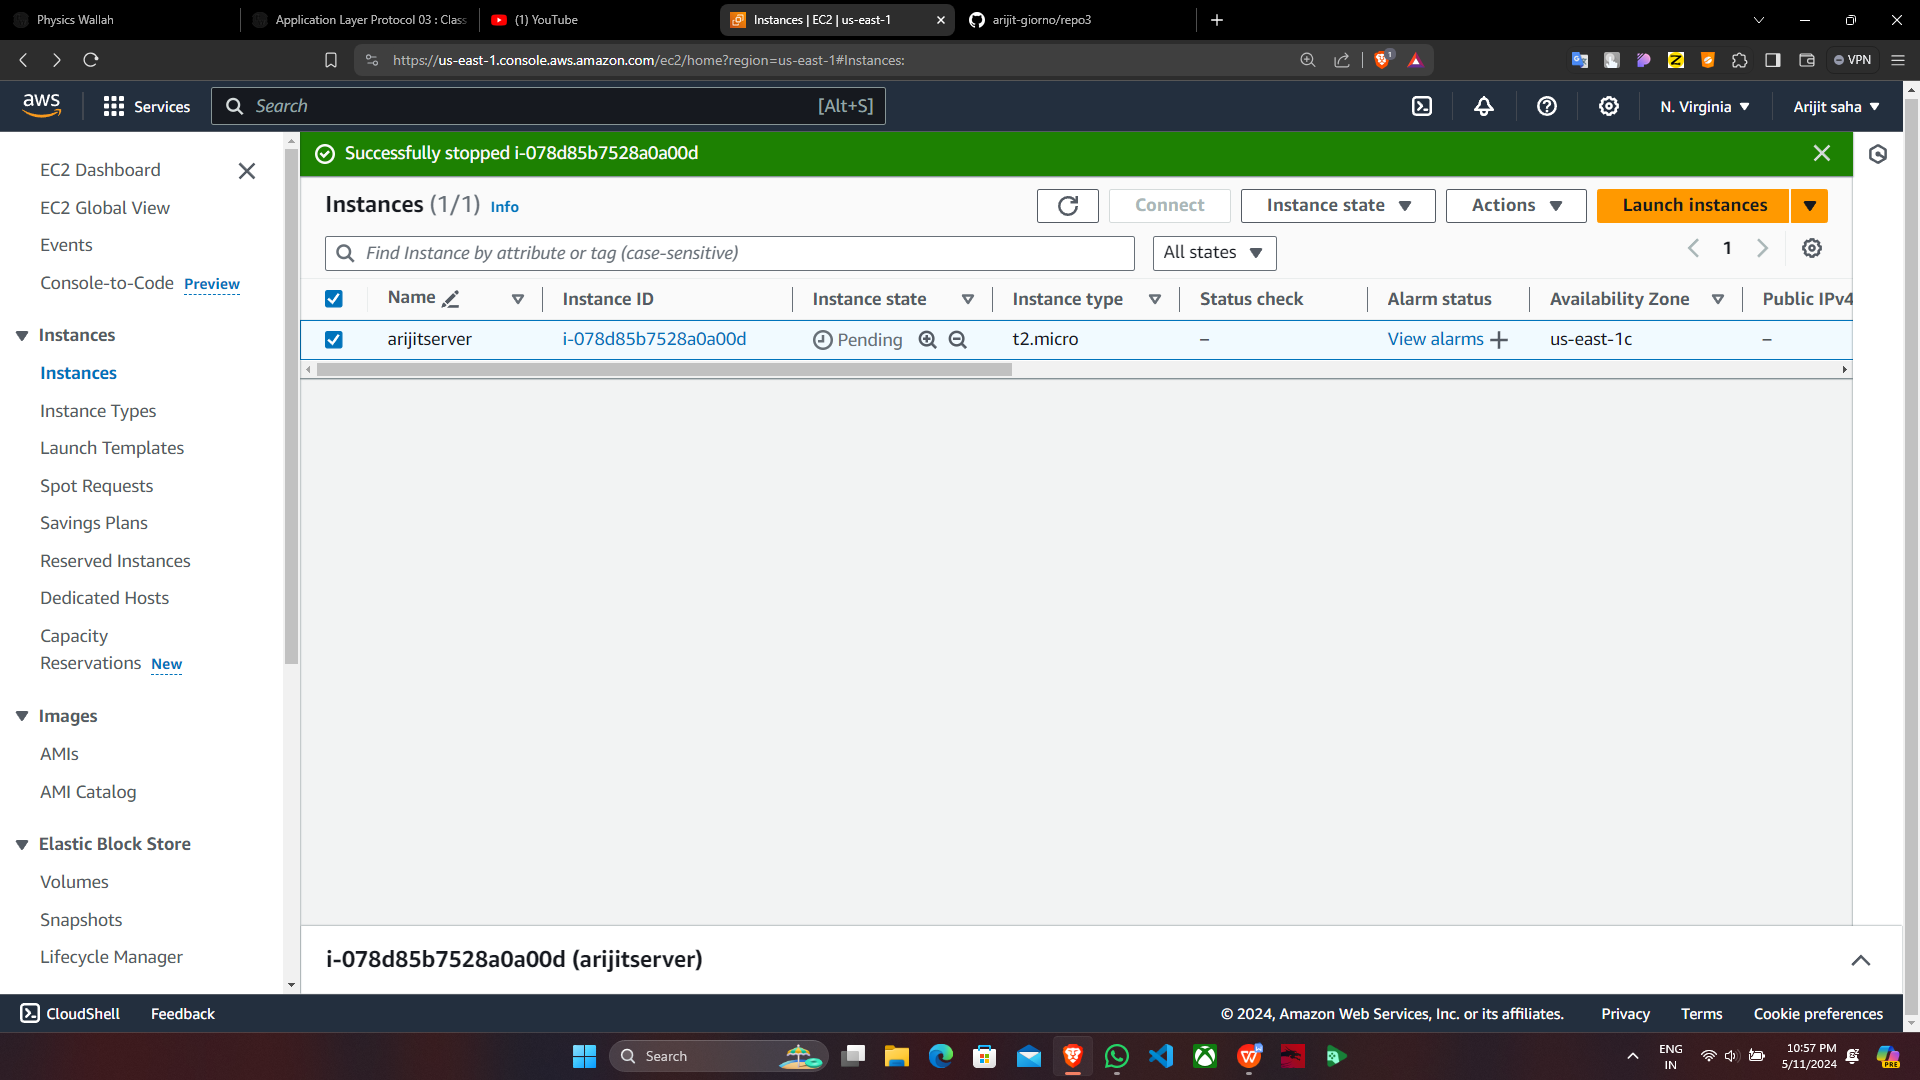 Physics Wallah
Application Layer Protocol 03 : Class
(1) YouTube
Instances | EC2 | us-east-1
arijit-giorno/repo3
https://us-east-1.console.aws.amazon.com/ec2/home?region=us-east-1#Instances:
1
VPN
aws
Services
Search
[Alt+S]
N. Virginia
Arijit saha
EC2 Dashboard
EC2 Global View
Events
Console-to-Code Preview
Instances
Instances
Instance Types
Launch Templates
Spot Requests
Savings Plans
Reserved Instances
Dedicated Hosts
Capacity
Reservations New
Images
AMIs
AMI Catalog
Elastic Block Store
Volumes
Snapshots
Lifecycle Manager
Successfully stopped i-078d85b7528a0a00d
Instances (1/1) Info
Connect
Instance state
Actions
Launch instances
Find Instance by attribute or tag (case-sensitive)
All states
1
Name
Instance ID
Instance state
Instance type
Status check
Alarm status
Availability Zone
Public IPv4
arijitserver
i-078d85b7528a0a00d
Pending
t2.micro
–
View alarms +
us-east-1c
–
i-078d85b7528a0a00d (arijitserver)
CloudShell
Feedback
© 2024, Amazon Web Services, Inc. or its affiliates.
Privacy
Terms
Cookie preferences
Search
ENG
IN
10:57 PM
5/11/2024
PRE